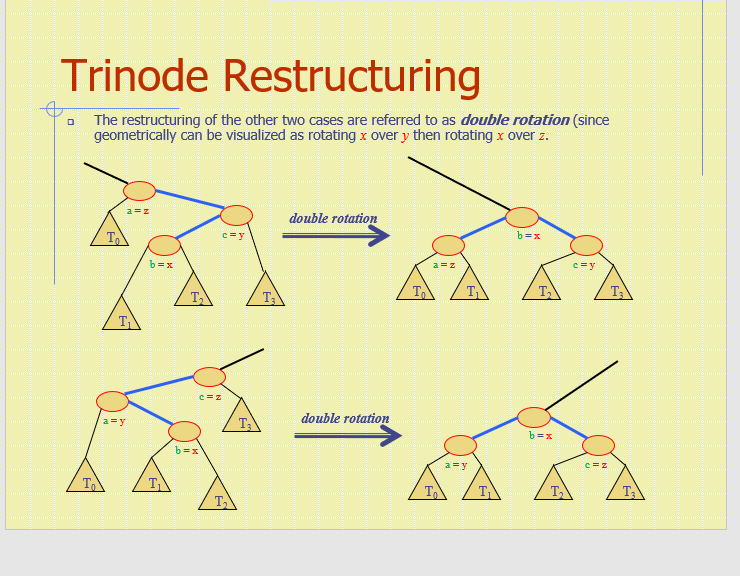 Trinode Restructuring
The restructuring of the other two cases are referred to as double rotation (since
geometrically can be visualized as rotating x over y then rotating x over z.
a = z
T0
c = y
b = x
T2
T3
T1
double rotation
b = x
a = z
c = y
T0
T1
T2
T3
c = z
a = y
T3
b = x
T0
T1
T2
double rotation
b = x
a = y
c = z
T0
T1
T2
T3